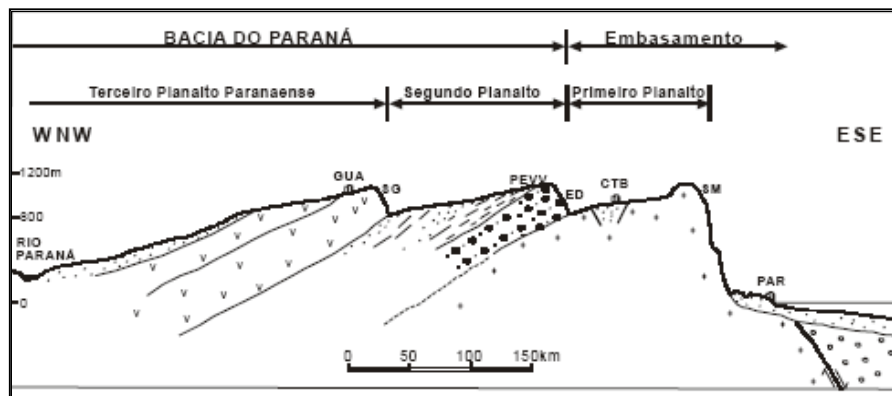 BACIA DO PARANÁ Embasamento
Terceiro Planalto Paranaense Segundo Planalto Primeiro Planalto
WNW ESE
1200m
GUA SG PEVV ED CTB SM
600
RIO
PARANÁ
PAR
0
0 50 100 150km